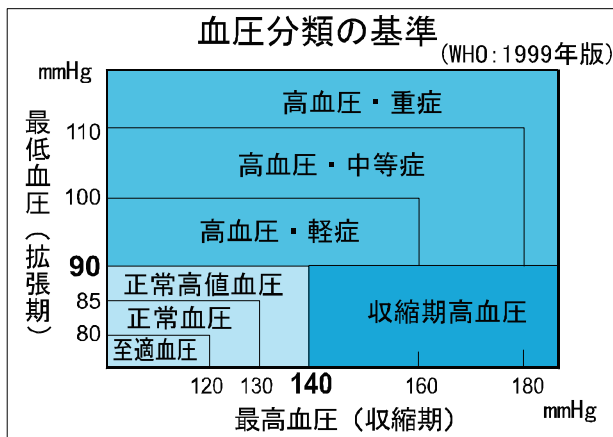 血圧分類の基準
(WHO:1999年版)
mmHg
最低血圧(拡張期)
110
100
90
85
80
高血圧・重症
高血圧・中等症
高血圧・軽症
正常高値血圧
正常血圧
至適血圧
収縮期高血圧
120 130 140 160 180
最高血圧(収縮期)
mmHg